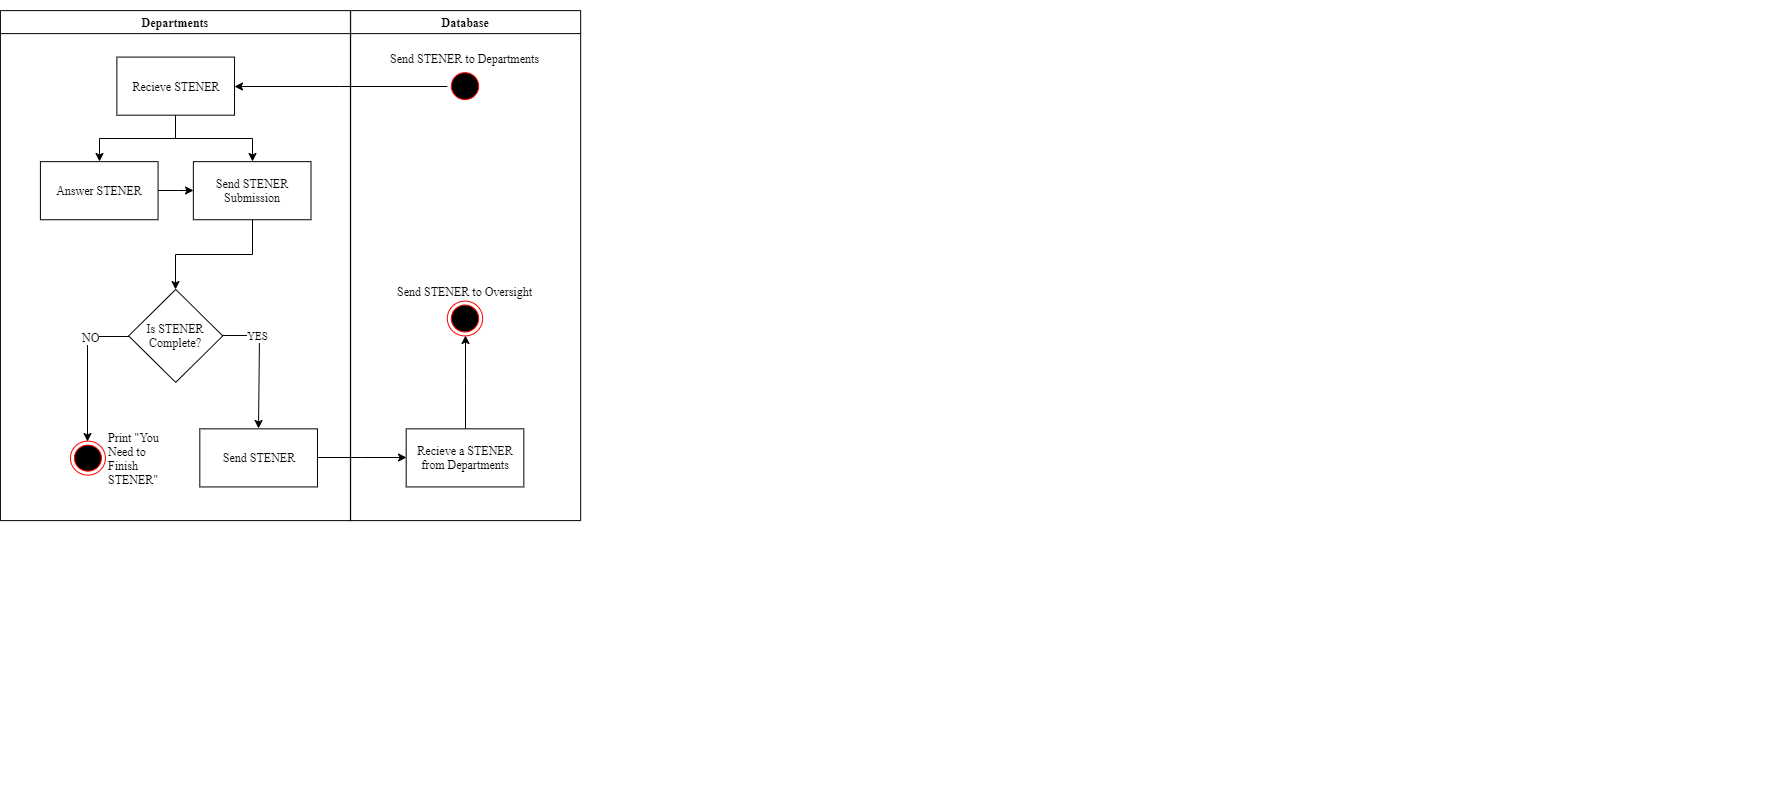 Departments
Database
Send STENER to Departments
Recieve STENER
Answer STENER
Send STENER
Submission
Send STENER to Oversight
Is STENER
Complete?
NO
YES
Print "You
Need to
Finish
STENER"
Send STENER
Recieve a STENER
from Departments